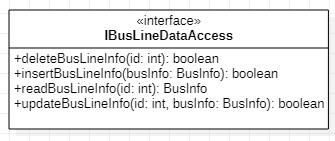 «interface»
IBusLineDataAccess
+deleteBusLineInfo(id: int): boolean
+insertBusLineInfo(busInfo: BusInfo): boolean
+readBusLineInfo(id: int): BusInfo
+updateBusLineInfo(id: int, busInfo: BusInfo): boolean